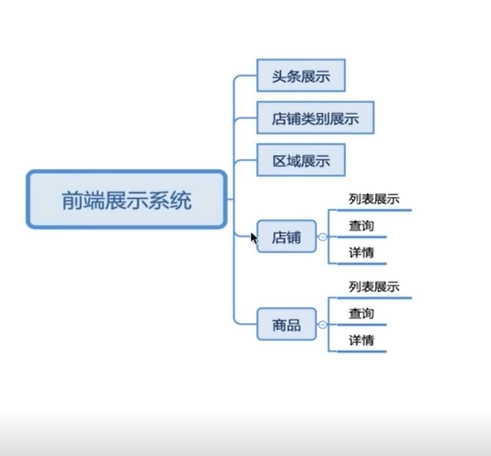 前端展示系统
头条展示
店铺类别展示
区域展示
店铺
列表展示
查询
详情
商品
列表展示
查询
详情